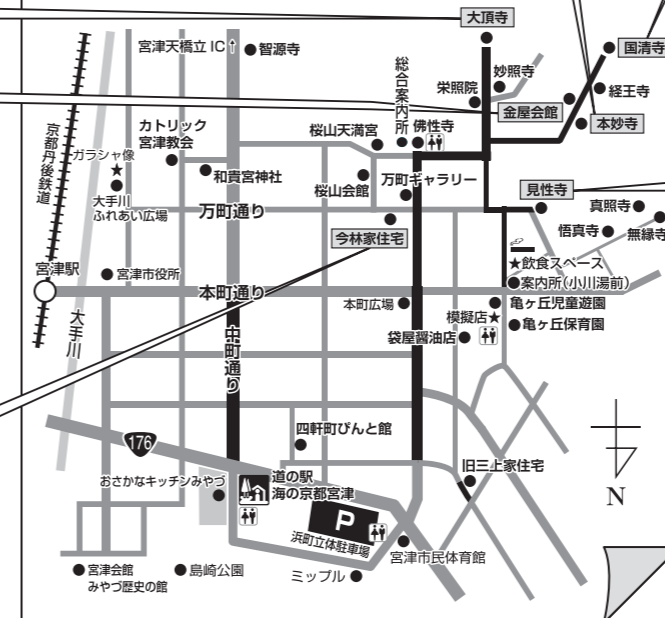 大頂寺
宮津天橋立 IC↑
智源寺
国清寺
総合案内所
妙照寺
栄照院
経王寺
金屋会館
本妙寺
京都丹後鉄道
カトリック
宮津教会
桜山天満宮
佛性寺
ガラシャ像
★
大手川
ふれあい広場
和貴宮神社
桜山会館
万町ギャラリー
見性寺
真照寺
万町通り
悟真寺
無縁寺
今林家住宅
★飲食スペース
宮津駅
宮津市役所
案内所(小川湯前)
本町通り
本町広場
亀ヶ丘児童遊園
模擬店★
亀ヶ丘保育園
大手川
中町通り
袋屋醤油店
176
四軒町ぴんと館
N
おさかなキッチンみやづ
道の駅
海の京都宮津
旧三上家住宅
P
浜町立体駐車場
宮津市民体育館
宮津会館
みやづ歴史の館
島崎公園
ミップル